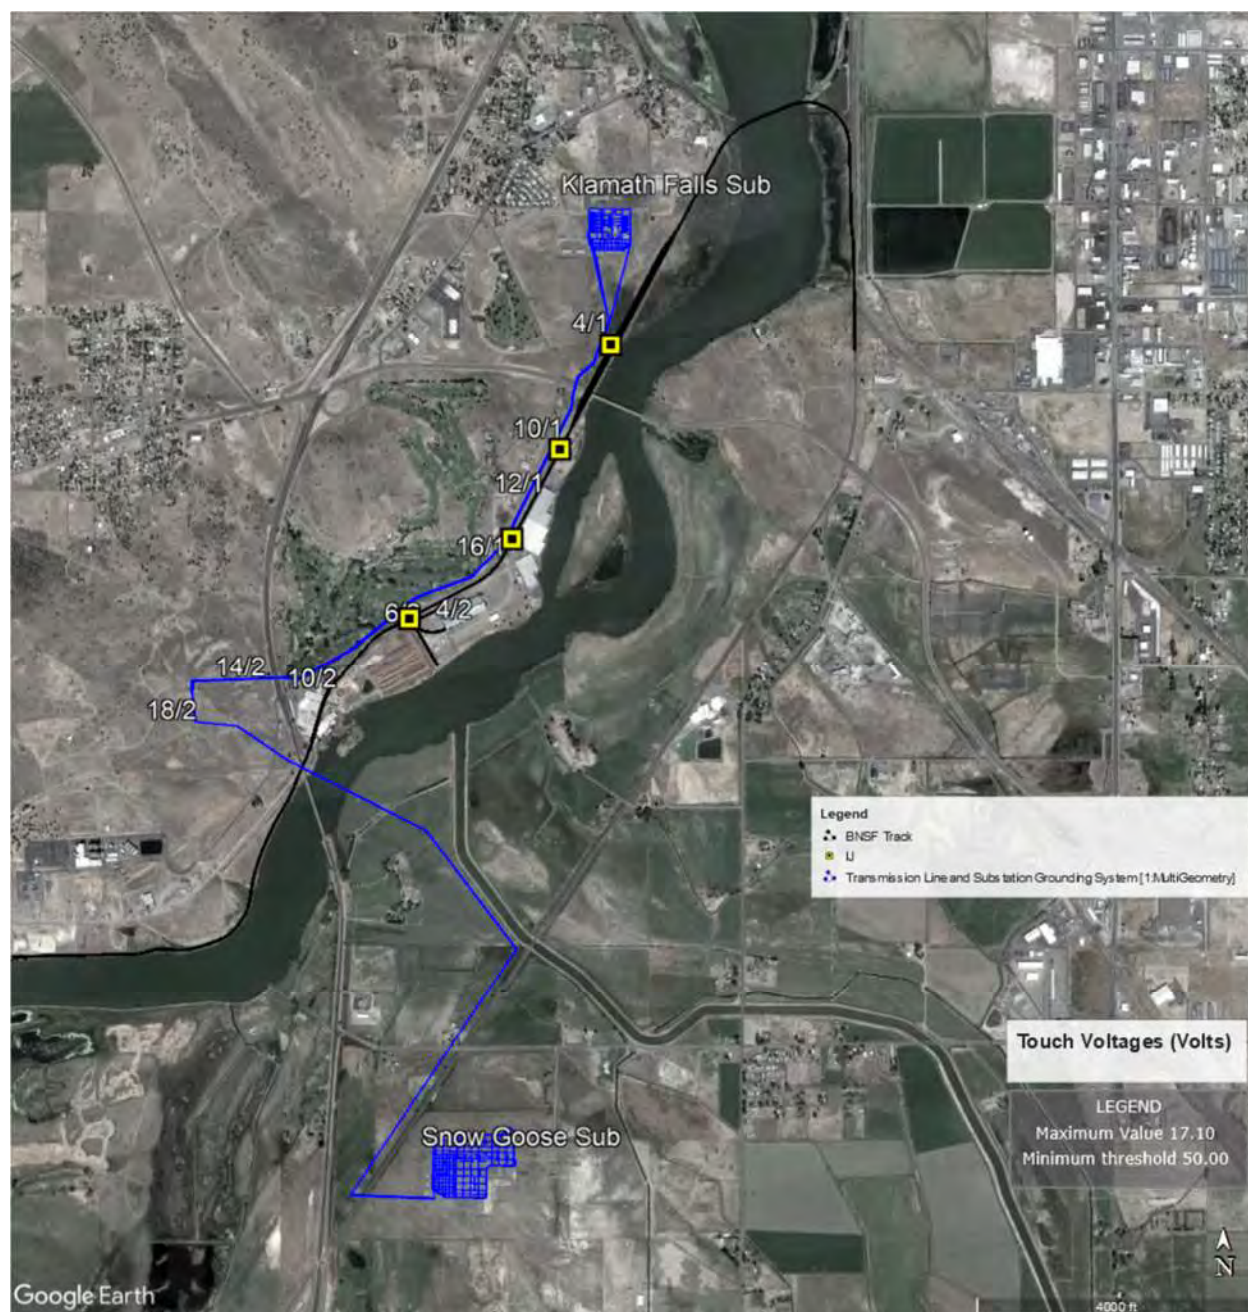 Klamath Falls Sub
4/1
10/1
12/1
16/1
4/2
14/2
10/2
18/2
Legend
BNSF Track
IJ
Transmission Line and Substation Grounding System [1:MultiGeometry]
Touch Voltages (Volts)
LEGEND
Maximum Value 17.10
Minimum threshold 50.00
Snow Goose Sub
N
Google Earth
4000 ft